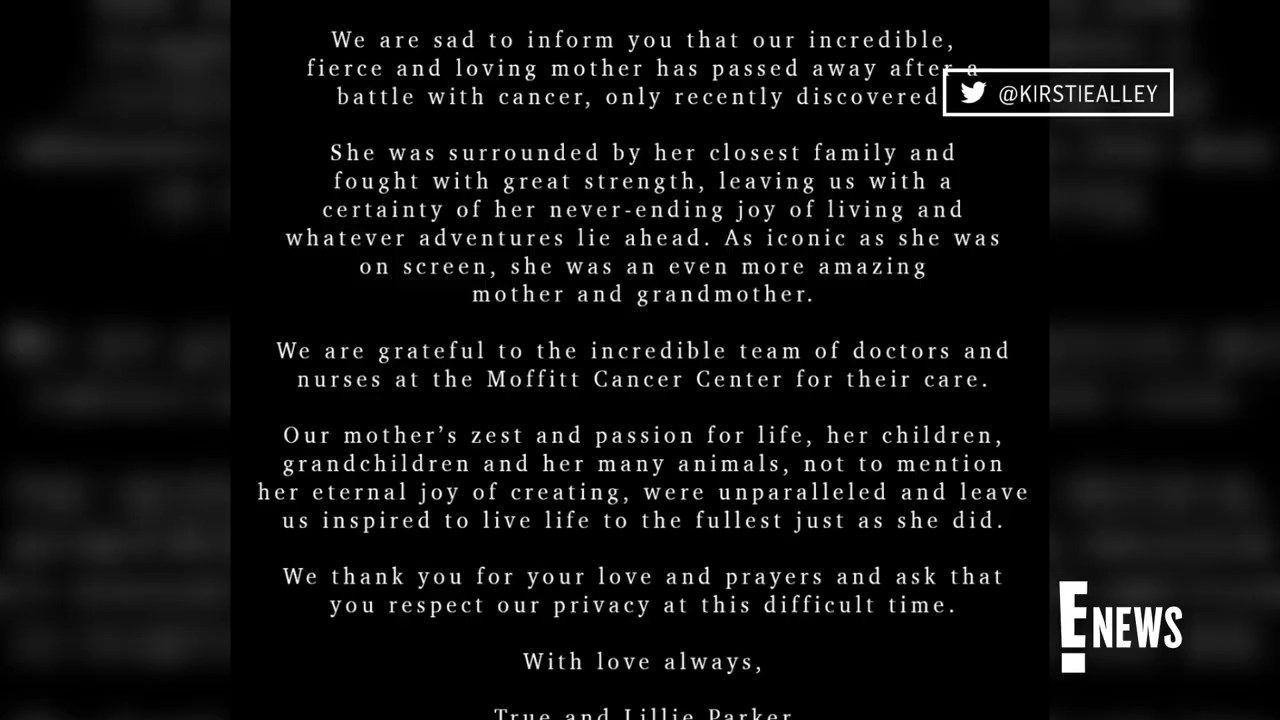 We are sad to inform you that our incredible,
fierce and loving mother has passed away after a
battle with cancer, only recently discovered
@KIRSTIEALLEY
She was surrounded by her closest family and
fought with great strength, leaving us with a
certainty of her never-ending joy of living and
whatever adventures lie ahead. As iconic as she was
on screen, she was an even more amazing
mother and grandmother.
We are grateful to the incredible team of doctors and
nurses at the Moffitt Cancer Center for their care.
Our mother’s zest and passion for life, her children,
grandchildren and her many animals, not to mention
her eternal joy of creating, were unparalleled and leave
us inspired to live life to the fullest just as she did.
We thank you for your love and prayers and ask that
you respect our privacy at this difficult time.
E! NEWS
With love always,
True and Lillie Parker